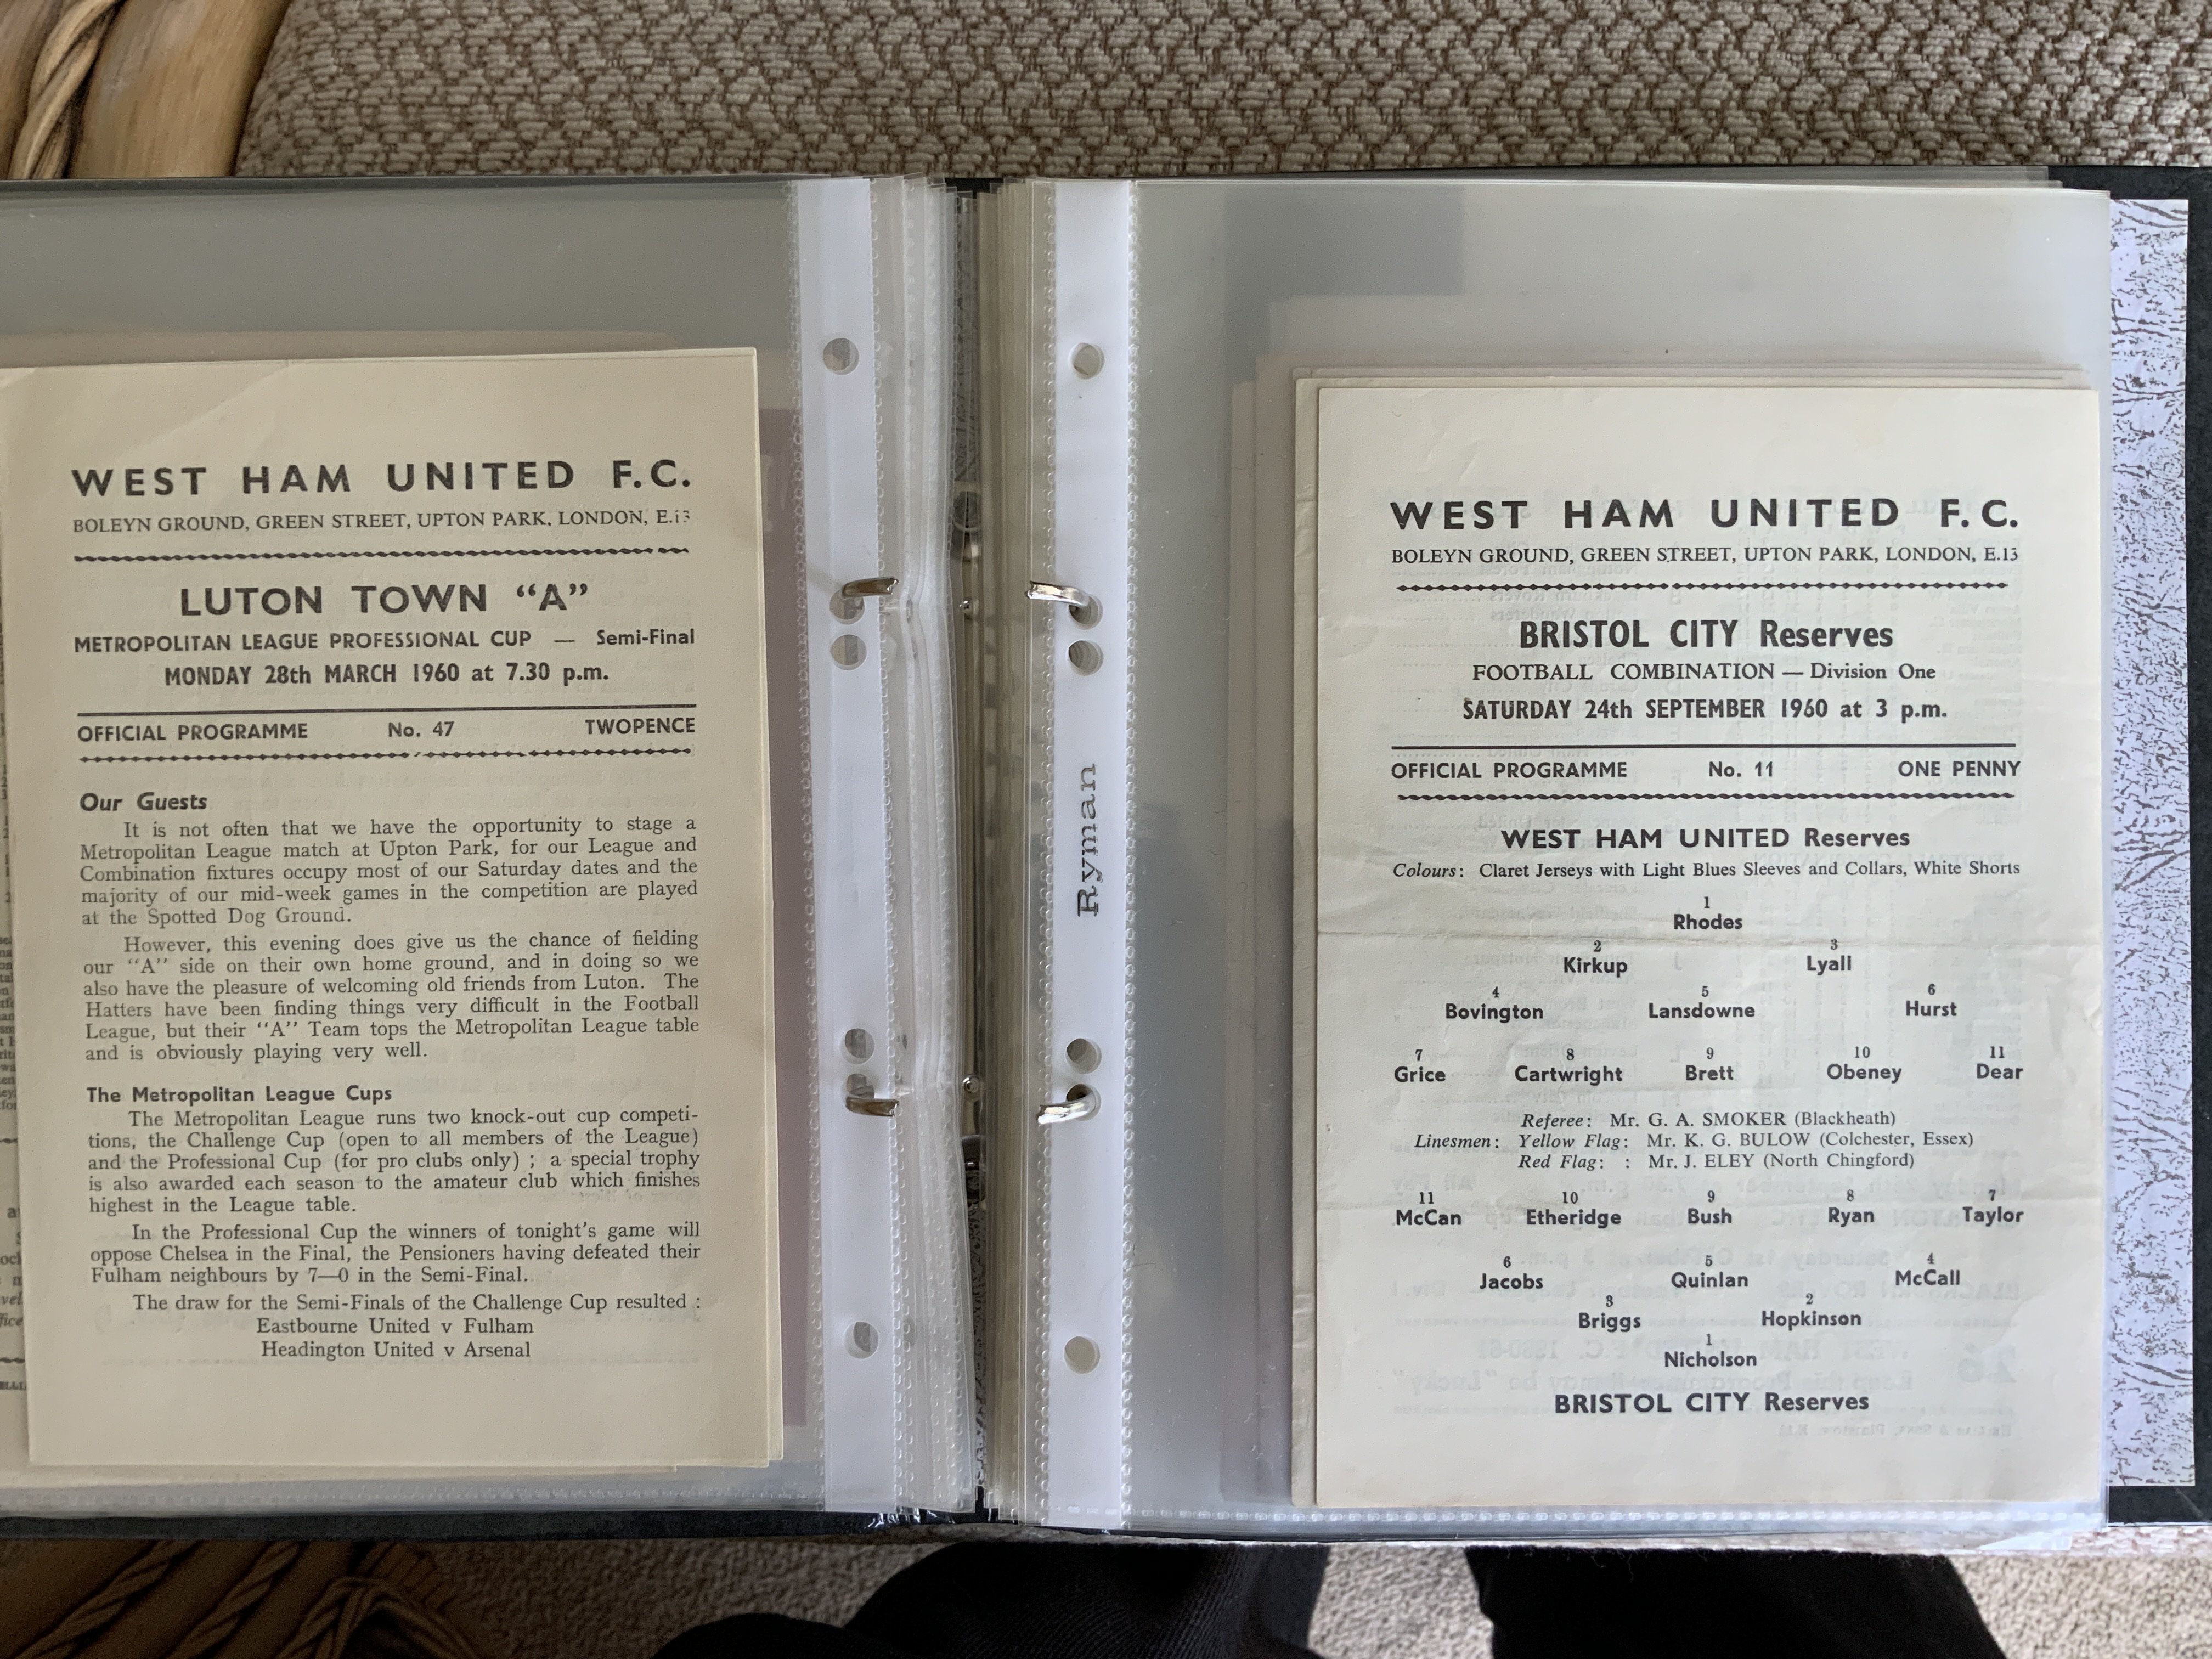 WEST HAM UNITED F.C.
BOLEYN GROUND, GREEN STREET, UPTON PARK, LONDON, E.13
LUTON TOWN "A"
METROPOLITAN LEAGUE PROFESSIONAL CUP — Semi-Final
MONDAY 28th MARCH 1960 at 7.30 p.m.
OFFICIAL PROGRAMME No. 47 TWOPENCE
Our Guests
It is not often that we have the opportunity to stage a
Metropolitan League match at Upton Park, for our League and
Combination fixtures occupy most of our Saturday dates and the
majority of our mid-week games in the competition are played
at the Spotted Dog Ground.
However, this evening does give us the chance of fielding
our "A" side on their own home ground, and in doing so we
also have the pleasure of welcoming old friends from Luton. The
Hatters have been finding things very difficult in the Football
League, but their "A" Team tops the Metropolitan League table
and is obviously playing very well.
The Metropolitan League Cups
The Metropolitan League runs two knock-out cup competi-
tions, the Challenge Cup (open to all members of the League)
and the Professional Cup (for pro clubs only) ; a special trophy
is also awarded each season to the amateur club which finishes
highest in the League table.
In the Professional Cup the winners of tonight's game will
oppose Chelsea in the Final, the Pensioners having defeated their
Fulham neighbours by 7—0 in the Semi-Final.
The draw for the Semi-Finals of the Challenge Cup resulted :
Eastbourne United v Fulham
Headington United v Arsenal
Ryman
WEST HAM UNITED F.C.
BOLEYN GROUND, GREEN STREET, UPTON PARK, LONDON, E.13
BRISTOL CITY Reserves
FOOTBALL COMBINATION — Division One
SATURDAY 24th SEPTEMBER 1960 at 3 p.m.
OFFICIAL PROGRAMME No. 11 ONE PENNY
WEST HAM UNITED Reserves
Colours: Claret Jerseys with Light Blues Sleeves and Collars, White Shorts
1
Rhodes
2 3
Kirkup Lyall
4 5 6
Bovington Lansdowne Hurst
7 8 9 10 11
Grice Cartwright Brett Obeney Dear
Referee: Mr. G. A. SMOKER (Blackheath)
Linesmen: Yellow Flag: Mr. K. G. BULOW (Colchester, Essex)
Red Flag: : Mr. J. ELEY (North Chingford)
11 10 9 8 7
McCan Etheridge Bush Ryan Taylor
6 5 4
Jacobs Quinlan McCall
3 2
Briggs Hopkinson
1
Nicholson
BRISTOL CITY Reserves